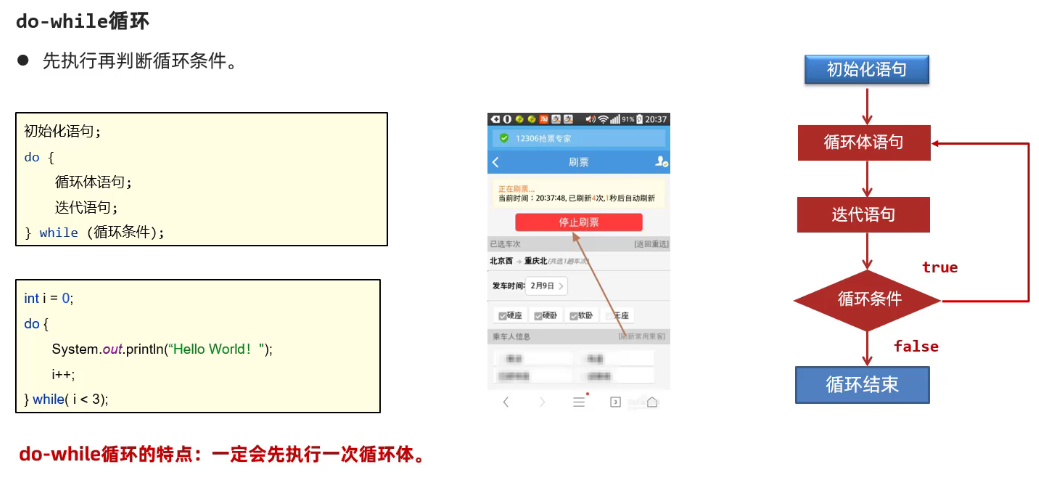 do-while循环
● 先执行再判断循环条件。
初始化语句;
do {
循环体语句;
迭代语句;
} while (循环条件);
int i = 0;
do {
System.out.println(“Hello World！");
i++;
} while( i < 3);
do-while循环的特点：一定会先执行一次循环体。
91% 20:37
12306抢票专家
刷票
正在刷票...
当前时间：20:37:48, 已刷新4次,1秒后自动刷新
停止刷票
已选车次 [返回重选]
北京西 → 重庆北(共选1趟车次)
发车时间: 2月9日 >
硬座 硬卧 软卧
乘车人信息
3
初始化语句
循环体语句
迭代语句
循环条件
true
false
循环结束